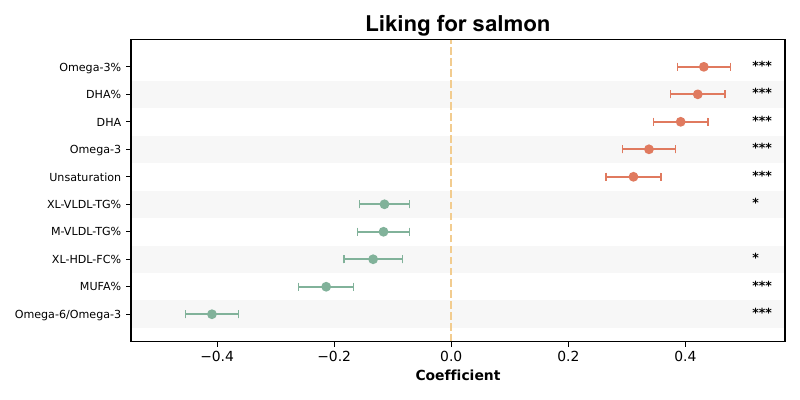 Liking for salmon
Omega-3% ***
DHA% ***
DHA ***
Omega-3 ***
Unsaturation ***
XL-VLDL-TG% *
M-VLDL-TG%
XL-HDL-FC% *
MUFA% ***
Omega-6/Omega-3 ***
−0.4 −0.2 0.0 0.2 0.4
Coefficient